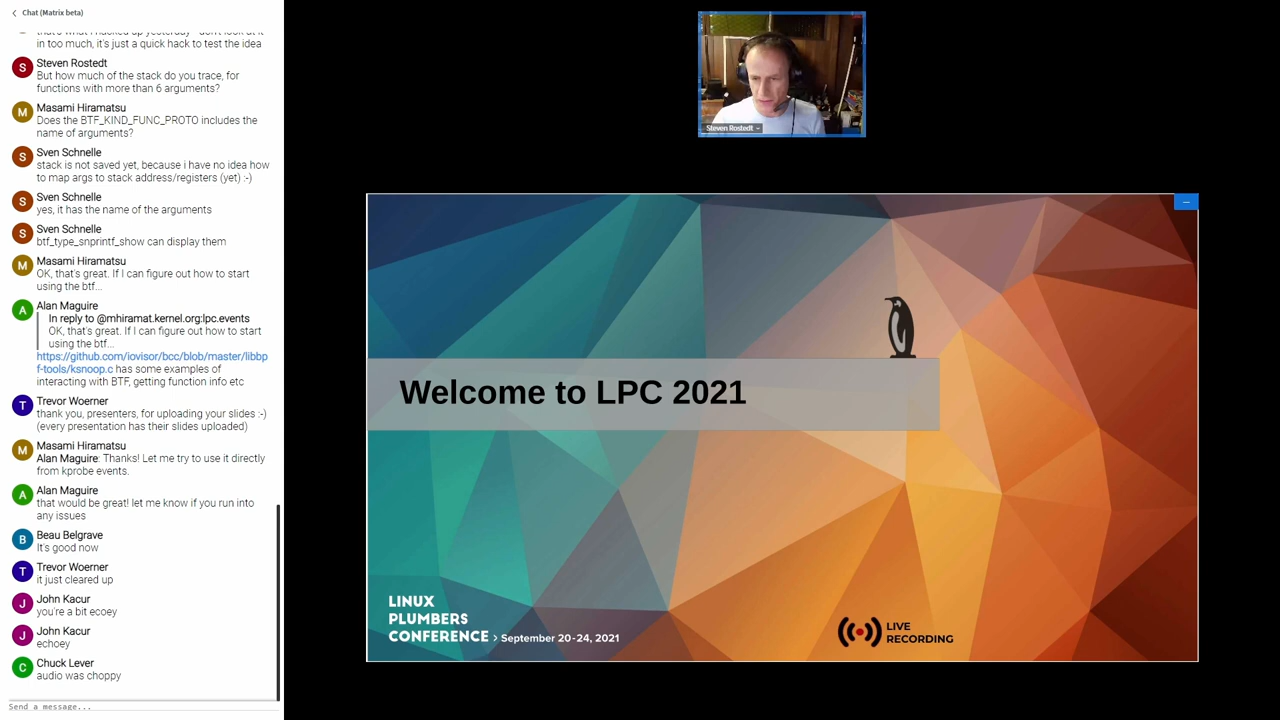 Chat (Matrix beta)
that's what i hacked up yesterday - don't look at it
in too much, it's just a quick hack to test the idea
Steven Rostedt
But how much of the stack do you trace, for
functions with more than 6 arguments?
Masami Hiramatsu
Does the BTF_KIND_FUNC_PROTO includes the
name of arguments?
Sven Schnelle
stack is not saved yet, because i have no idea how
to map args to stack address/registers (yet) :-)
Sven Schnelle
yes, it has the name of the arguments
Sven Schnelle
btf_type_snprintf_show can display them
Masami Hiramatsu
OK, that's great. If I can figure out how to start
using the btf...
Alan Maguire
In reply to @mhiramat.kernel.org:lpc.events
OK, that's great. If I can figure out how to start
using the btf...
https://github.com/iovisor/bcc/blob/master/libbp
f-tools/ksnoop.c has some examples of
interacting with BTF, getting function info etc
Trevor Woerner
thank you, presenters, for uploading your slides :-)
(every presentation has their slides uploaded)
Masami Hiramatsu
Alan Maguire: Thanks! Let me try to use it directly
from kprobe events.
Alan Maguire
that would be great! let me know if you run into
any issues
Beau Belgrave
It's good now
Trevor Woerner
it just cleared up
John Kacur
you're a bit ecoey
John Kacur
echoey
Chuck Lever
audio was choppy
Send a message...
Steven Rostedt
Welcome to LPC 2021
LINUX
PLUMBERS
CONFERENCE > September 20-24, 2021
LIVE
RECORDING